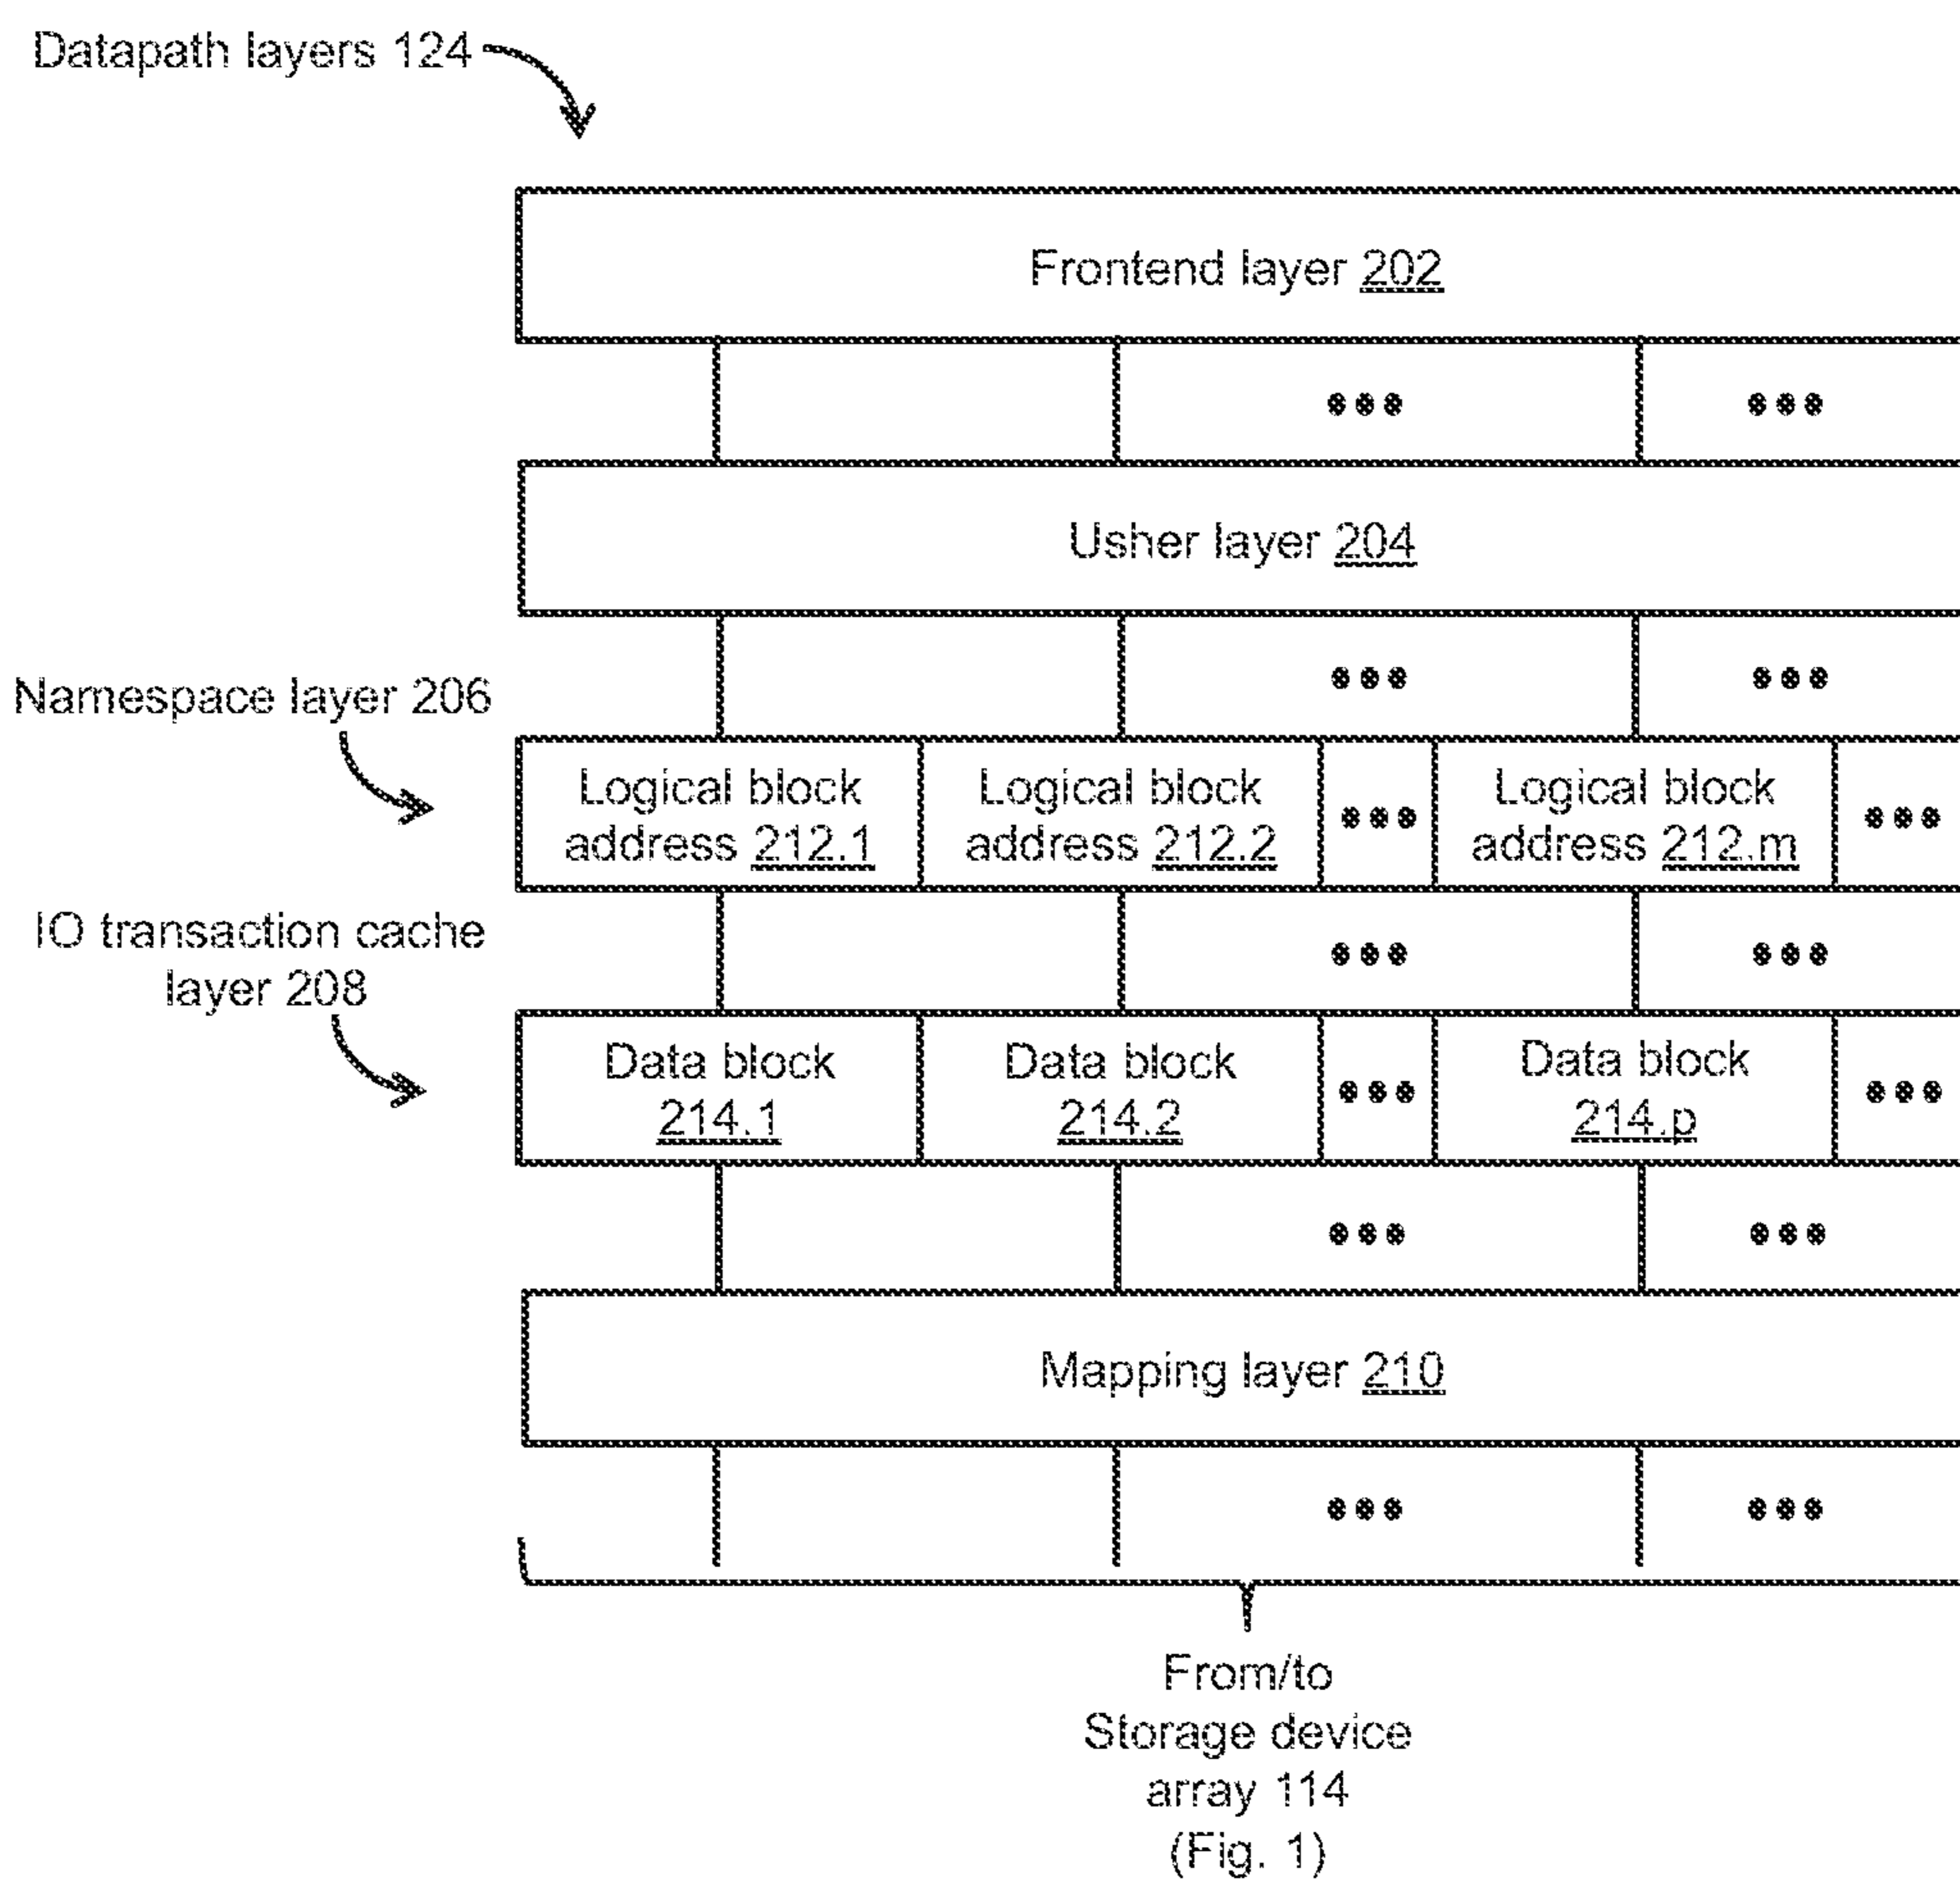 Datapath layers 124
Frontend layer 202
••• •••
Usher layer 204
••• •••
Namespace layer 206
Logical block address 212.1
Logical block address 212.2
•••
Logical block address 212.m
•••
••• •••
IO transaction cache
layer 208
Data block
214.1
Data block
214.2
•••
Data block
214.p
•••
••• •••
Mapping layer 210
••• •••
From/to
Storage device
array 114
(Fig. 1)